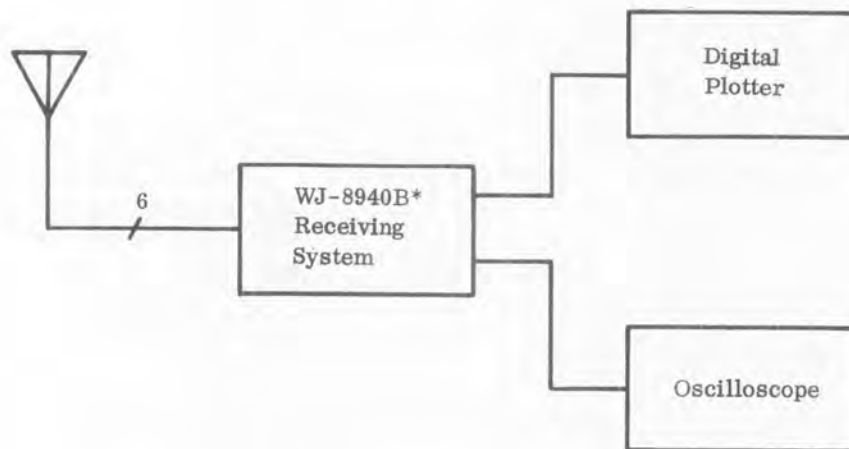 Digital
Plotter
6
WJ-8940B*
Receiving
System
Oscilloscope